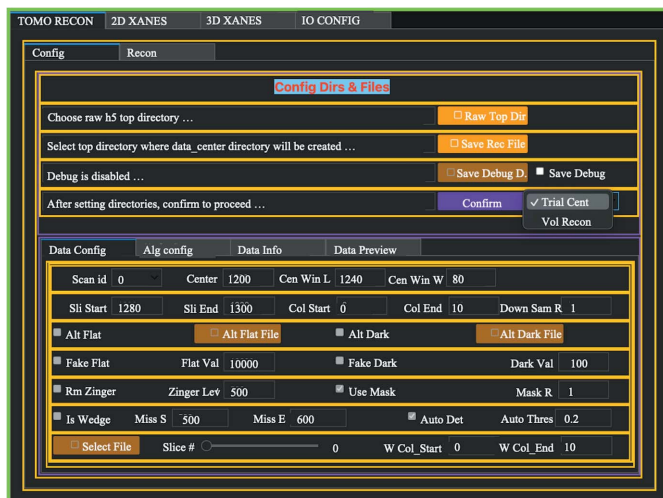 TOMO RECON 2D XANES 3D XANES IO CONFIG
Config Recon
Config Dirs & Files
Choose raw h5 top directory … Raw Top Dir
Select top directory where data_center directory will be created … Save Rec File
Debug is disabled … Save Debug D. Save Debug
After setting directories, confirm to proceed … Confirm ✓ Trial Cent
Vol Recon
Data Config Alg config Data Info Data Preview
Scan id 0 Center 1200 Cen Win L 1240 Cen Win W 80
Sli Start 1280 Sli End 1300 Col Start 0 Col End 10 Down Sam R 1
Alt Flat Alt Flat File Alt Dark Alt Dark File
Fake Flat Flat Val 10000 Fake Dark Dark Val 100
Rm Zinger Zinger Lev 500 Use Mask Mask R 1
Is Wedge Miss S 500 Miss E 600 Auto Det Auto Thres 0.2
Select File Slice # 0 W Col_Start 0 W Col_End 10